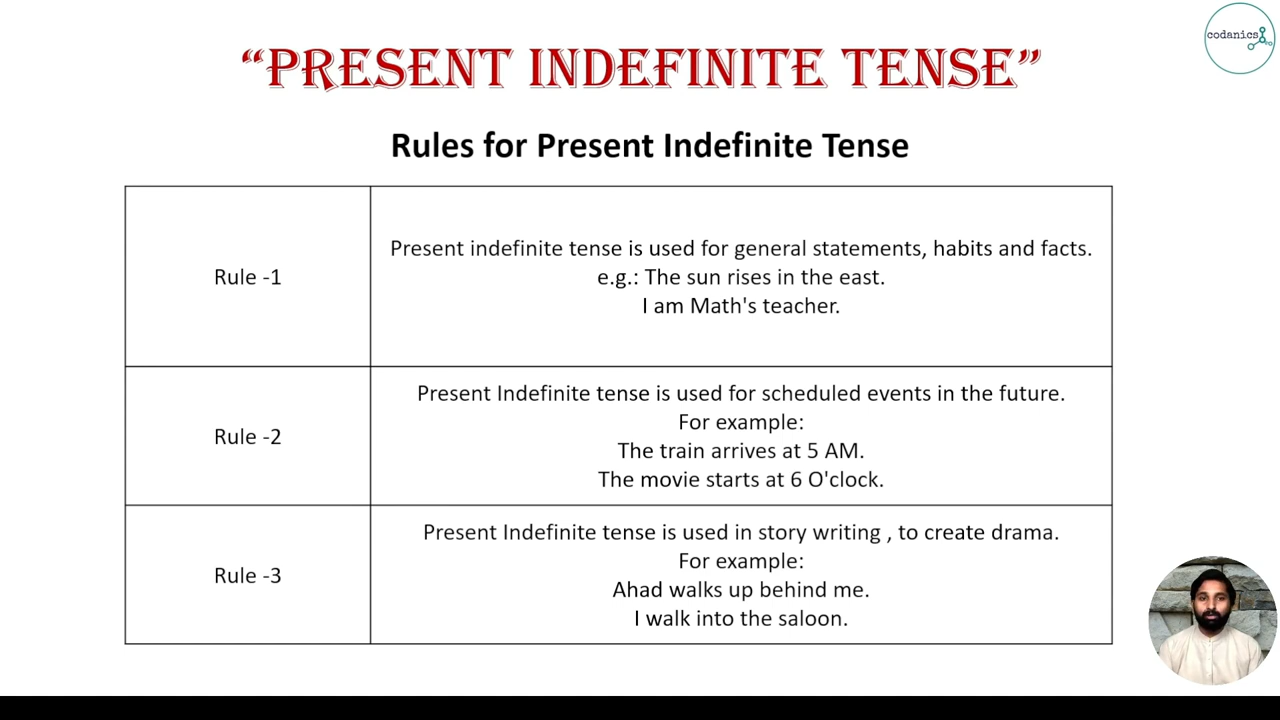 codanics
“PRESENT INDEFINITE TENSE”
Rules for Present Indefinite Tense
Rule -1
Present indefinite tense is used for general statements, habits and facts.
e.g.: The sun rises in the east.
I am Math's teacher.
Rule -2
Present Indefinite tense is used for scheduled events in the future.
For example:
The train arrives at 5 AM.
The movie starts at 6 O'clock.
Rule -3
Present Indefinite tense is used in story writing , to create drama.
For example:
Ahad walks up behind me.
I walk into the saloon.